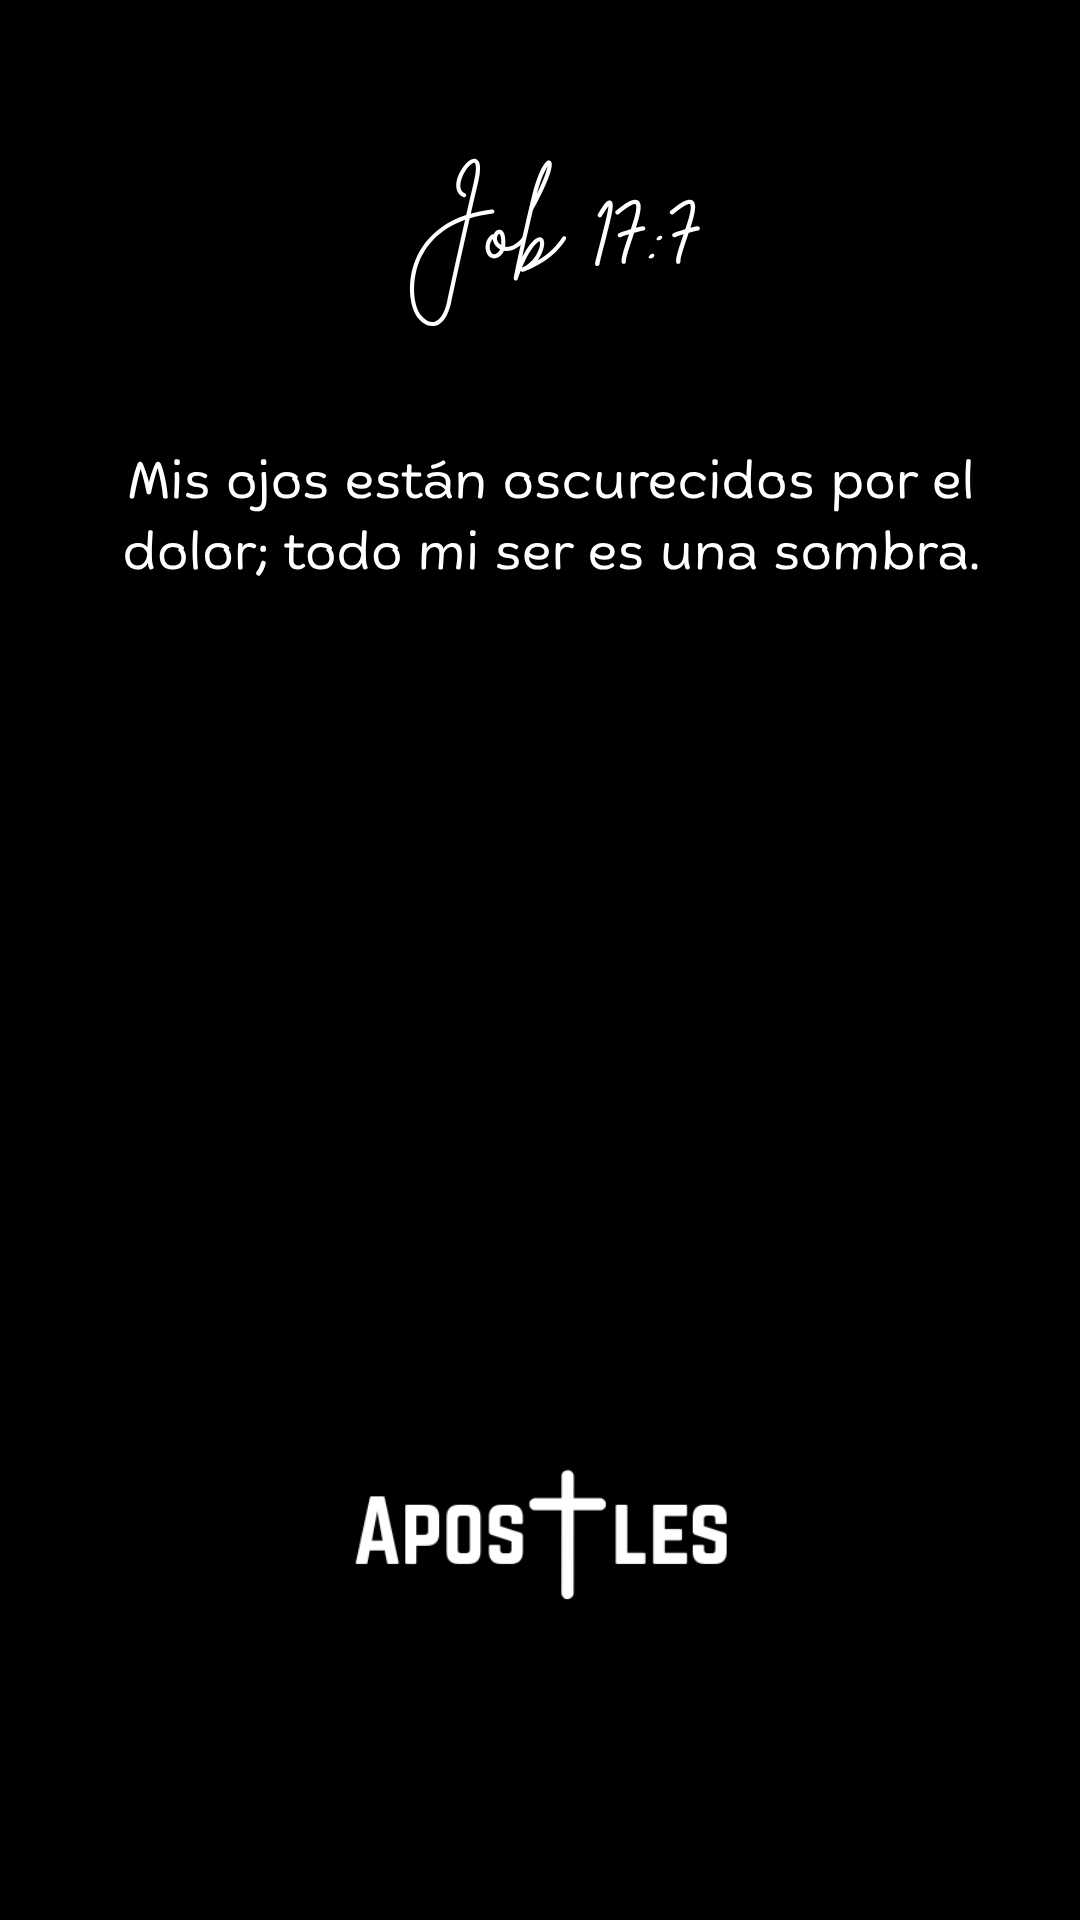 Job 17:7
Mis ojos están oscurecidos por el
dolor; todo mi ser es una sombra.
APOSTLES